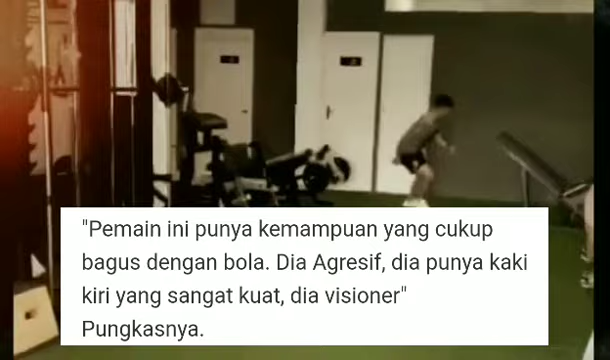 "Pemain ini punya kemampuan yang cukup
bagus dengan bola. Dia Agresif, dia punya kaki
kiri yang sangat kuat, dia visioner"
Pungkasnya.